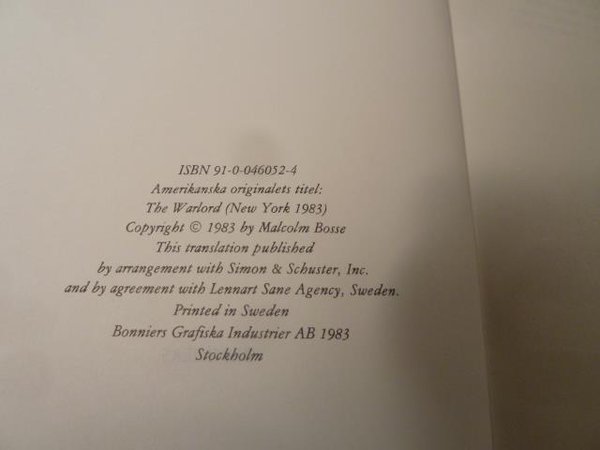 ISBN 91-0-046052-4
Amerikanska originalets titel:
The Warlord (New York 1983)
Copyright © 1983 by Malcolm Bosse
This translation published
by arrangement with Simon & Schuster, Inc.
and by agreement with Lennart Sane Agency, Sweden.
Printed in Sweden
Bonniers Grafiska Industrier AB 1983
Stockholm